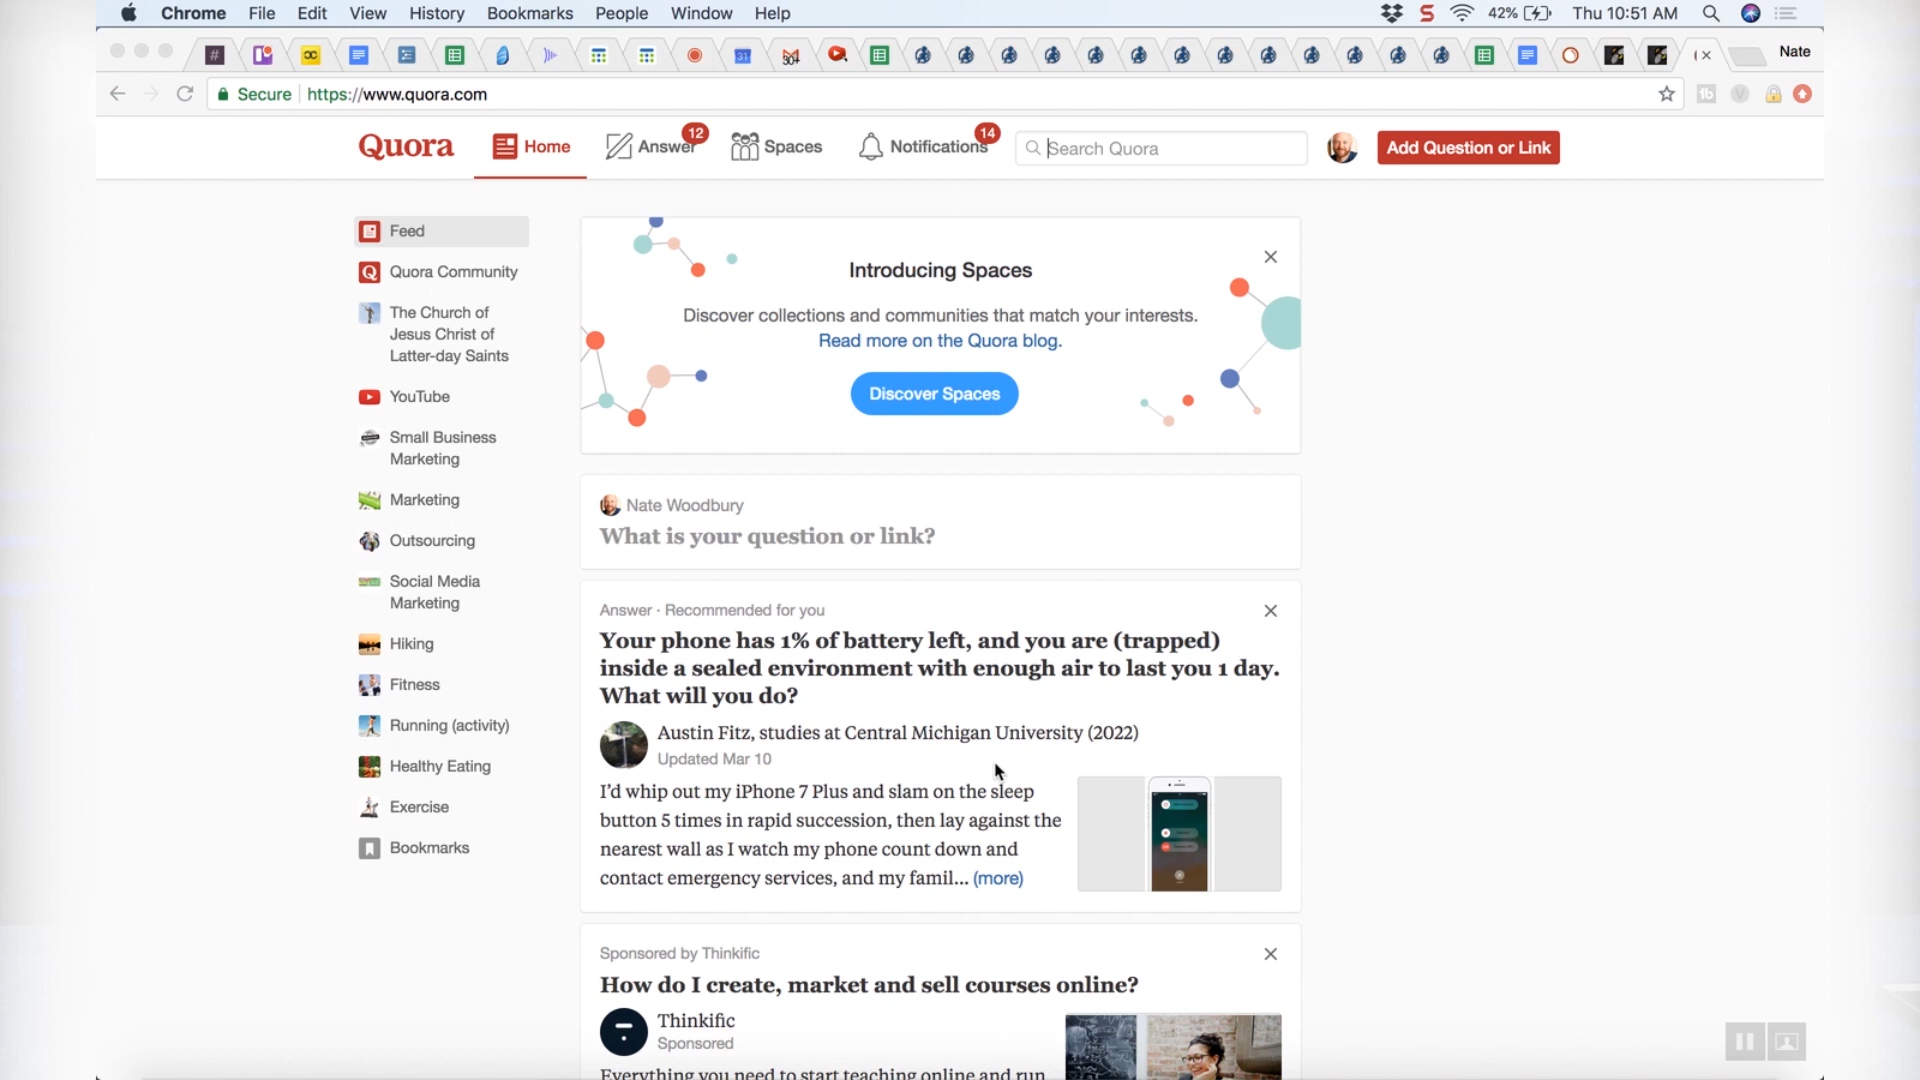 Chrome File Edit View History Bookmarks People Window Help 42% Thu 10:51 AM
Nate
Secure https://www.quora.com
Quora Home Answer 12 Spaces Notifications 14 Search Quora Add Question or Link
Feed
Quora Community
The Church of
Jesus Christ of
Latter-day Saints
YouTube
Small Business
Marketing
Marketing
Outsourcing
Social Media
Marketing
Hiking
Fitness
Running (activity)
Healthy Eating
Exercise
Bookmarks
Introducing Spaces
Discover collections and communities that match your interests.
Read more on the Quora blog.
Discover Spaces
Nate Woodbury
What is your question or link?
Answer · Recommended for you
Your phone has 1% of battery left, and you are (trapped)
inside a sealed environment with enough air to last you 1 day.
What will you do?
Austin Fitz, studies at Central Michigan University (2022)
Updated Mar 10
I'd whip out my iPhone 7 Plus and slam on the sleep
button 5 times in rapid succession, then lay against the
nearest wall as I watch my phone count down and
contact emergency services, and my famil... (more)
Sponsored by Thinkific
How do I create, market and sell courses online?
Thinkific
Sponsored
Everything you need to start teaching online and run